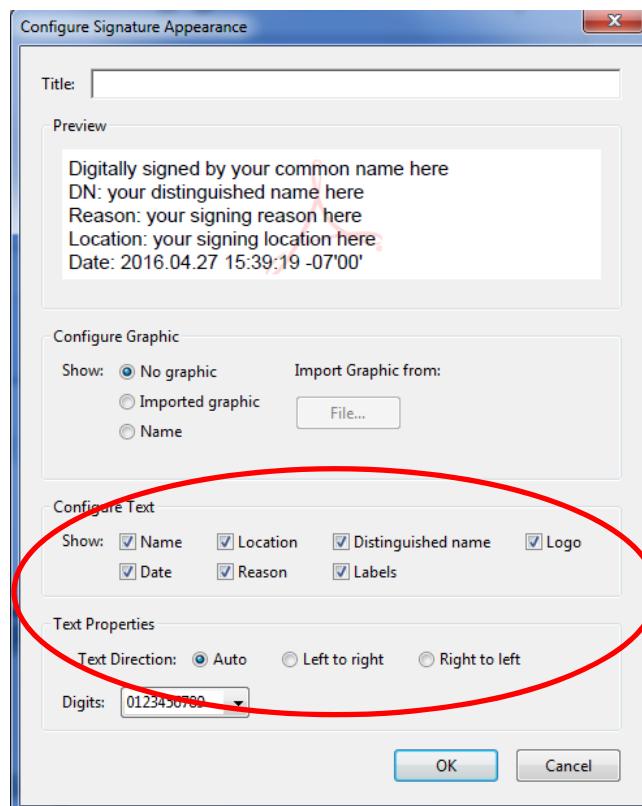 Configure Signature Appearance
Title:
Preview
Digitally signed by your common name here
DN: your distinguished name here
Reason: your signing reason here
Location: your signing location here
Date: 2016.04.27 15:39:19 -07'00'
Configure Graphic
Show: No graphic Import Graphic from:
Imported graphic File...
Name
Configure Text
Show: Name Location Distinguished name Logo
Date Reason Labels
Text Properties
Text Direction: Auto Left to right Right to left
Digits: 0123456789
OK Cancel